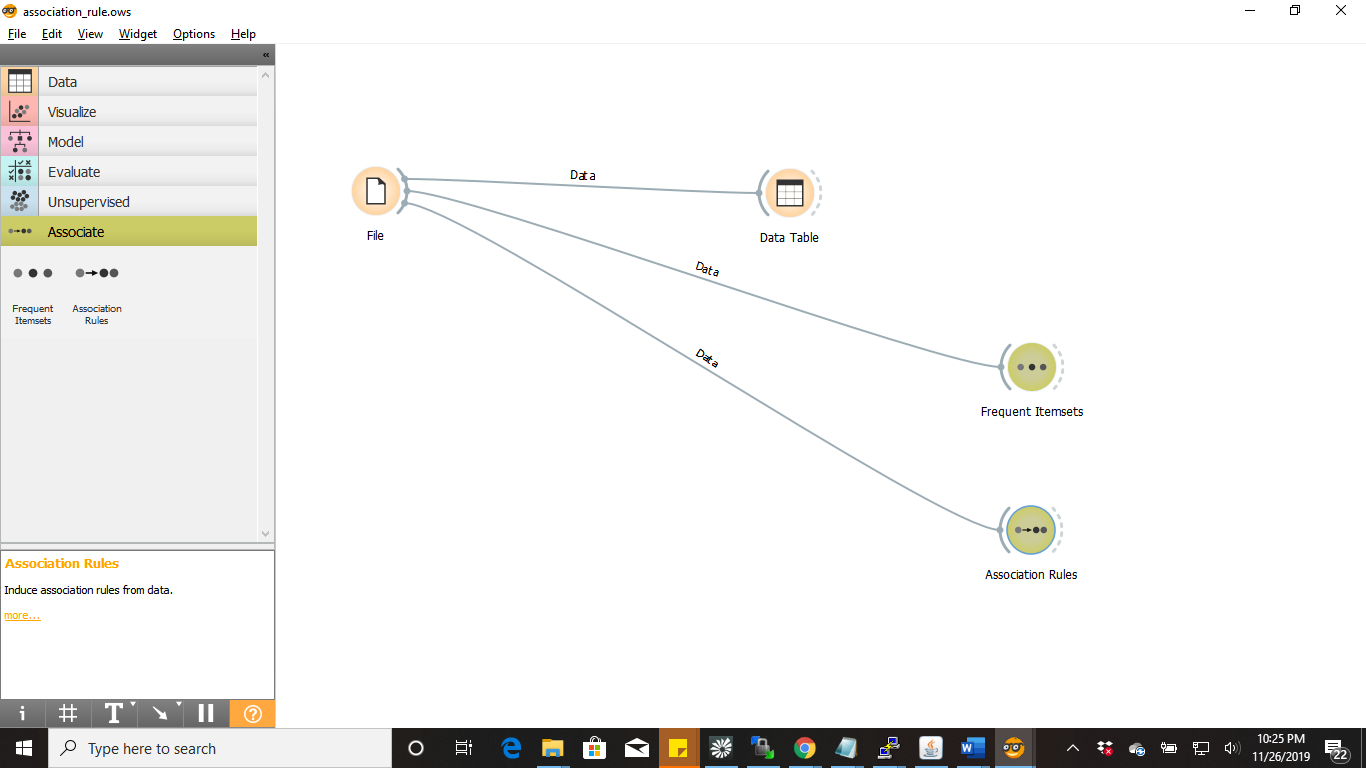 association_rule.ows
File Edit View Widget Options Help
«
Data
Visualize
Model
Evaluate
Unsupervised
Associate
Frequent Itemsets
Association Rules
Association Rules
Induce association rules from data.
more...
File
Data
Data Table
Data
Frequent Itemsets
Data
Association Rules
Type here to search
10:25 PM
11/26/2019
22